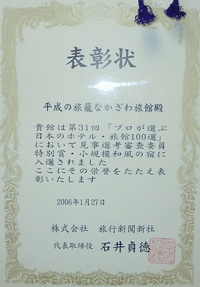 表彰状
平成の旅籠なかざわ旅館殿
貴館は第31回「プロが選ぶ
日本のホテル・旅館100選」
において見事選考審査委員
特別賞・小規模和風の宿に
入選されました
ここにその栄誉をたたえ表
彰いたします
2006年1月27日
株式会社 旅行新聞新社
代表取締役 石井貞徳